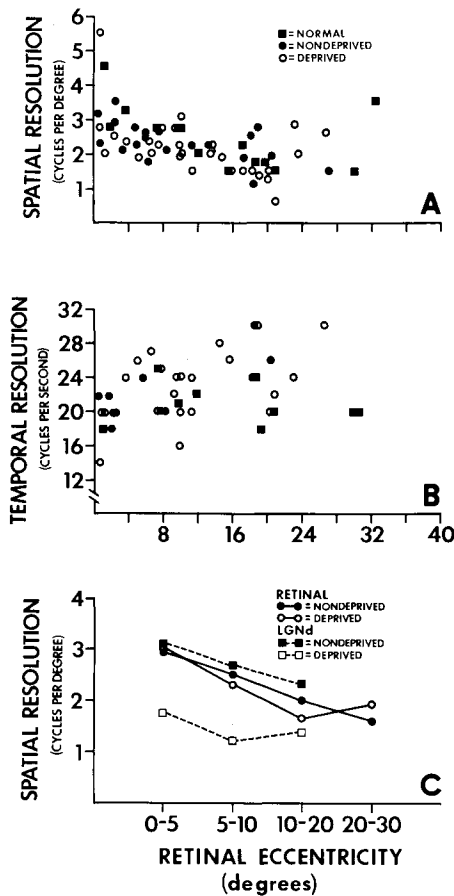 SPATIAL RESOLUTION
(CYCLES PER DEGREE)
6
5
4
3
2
1
■ = NORMAL
● = NONDEPRIVED
○ = DEPRIVED
A
TEMPORAL RESOLUTION
(CYCLES PER SECOND)
32
28
24
20
16
12
8
16
24
32
40
B
SPATIAL RESOLUTION
(CYCLES PER DEGREE)
4
3
2
1
RETINAL
●—● = NONDEPRIVED
○—○ = DEPRIVED
LGNd
■--■ = NONDEPRIVED
□--□ = DEPRIVED
C
0-5
5-10
10-20
20-30
RETINAL ECCENTRICITY
(degrees)